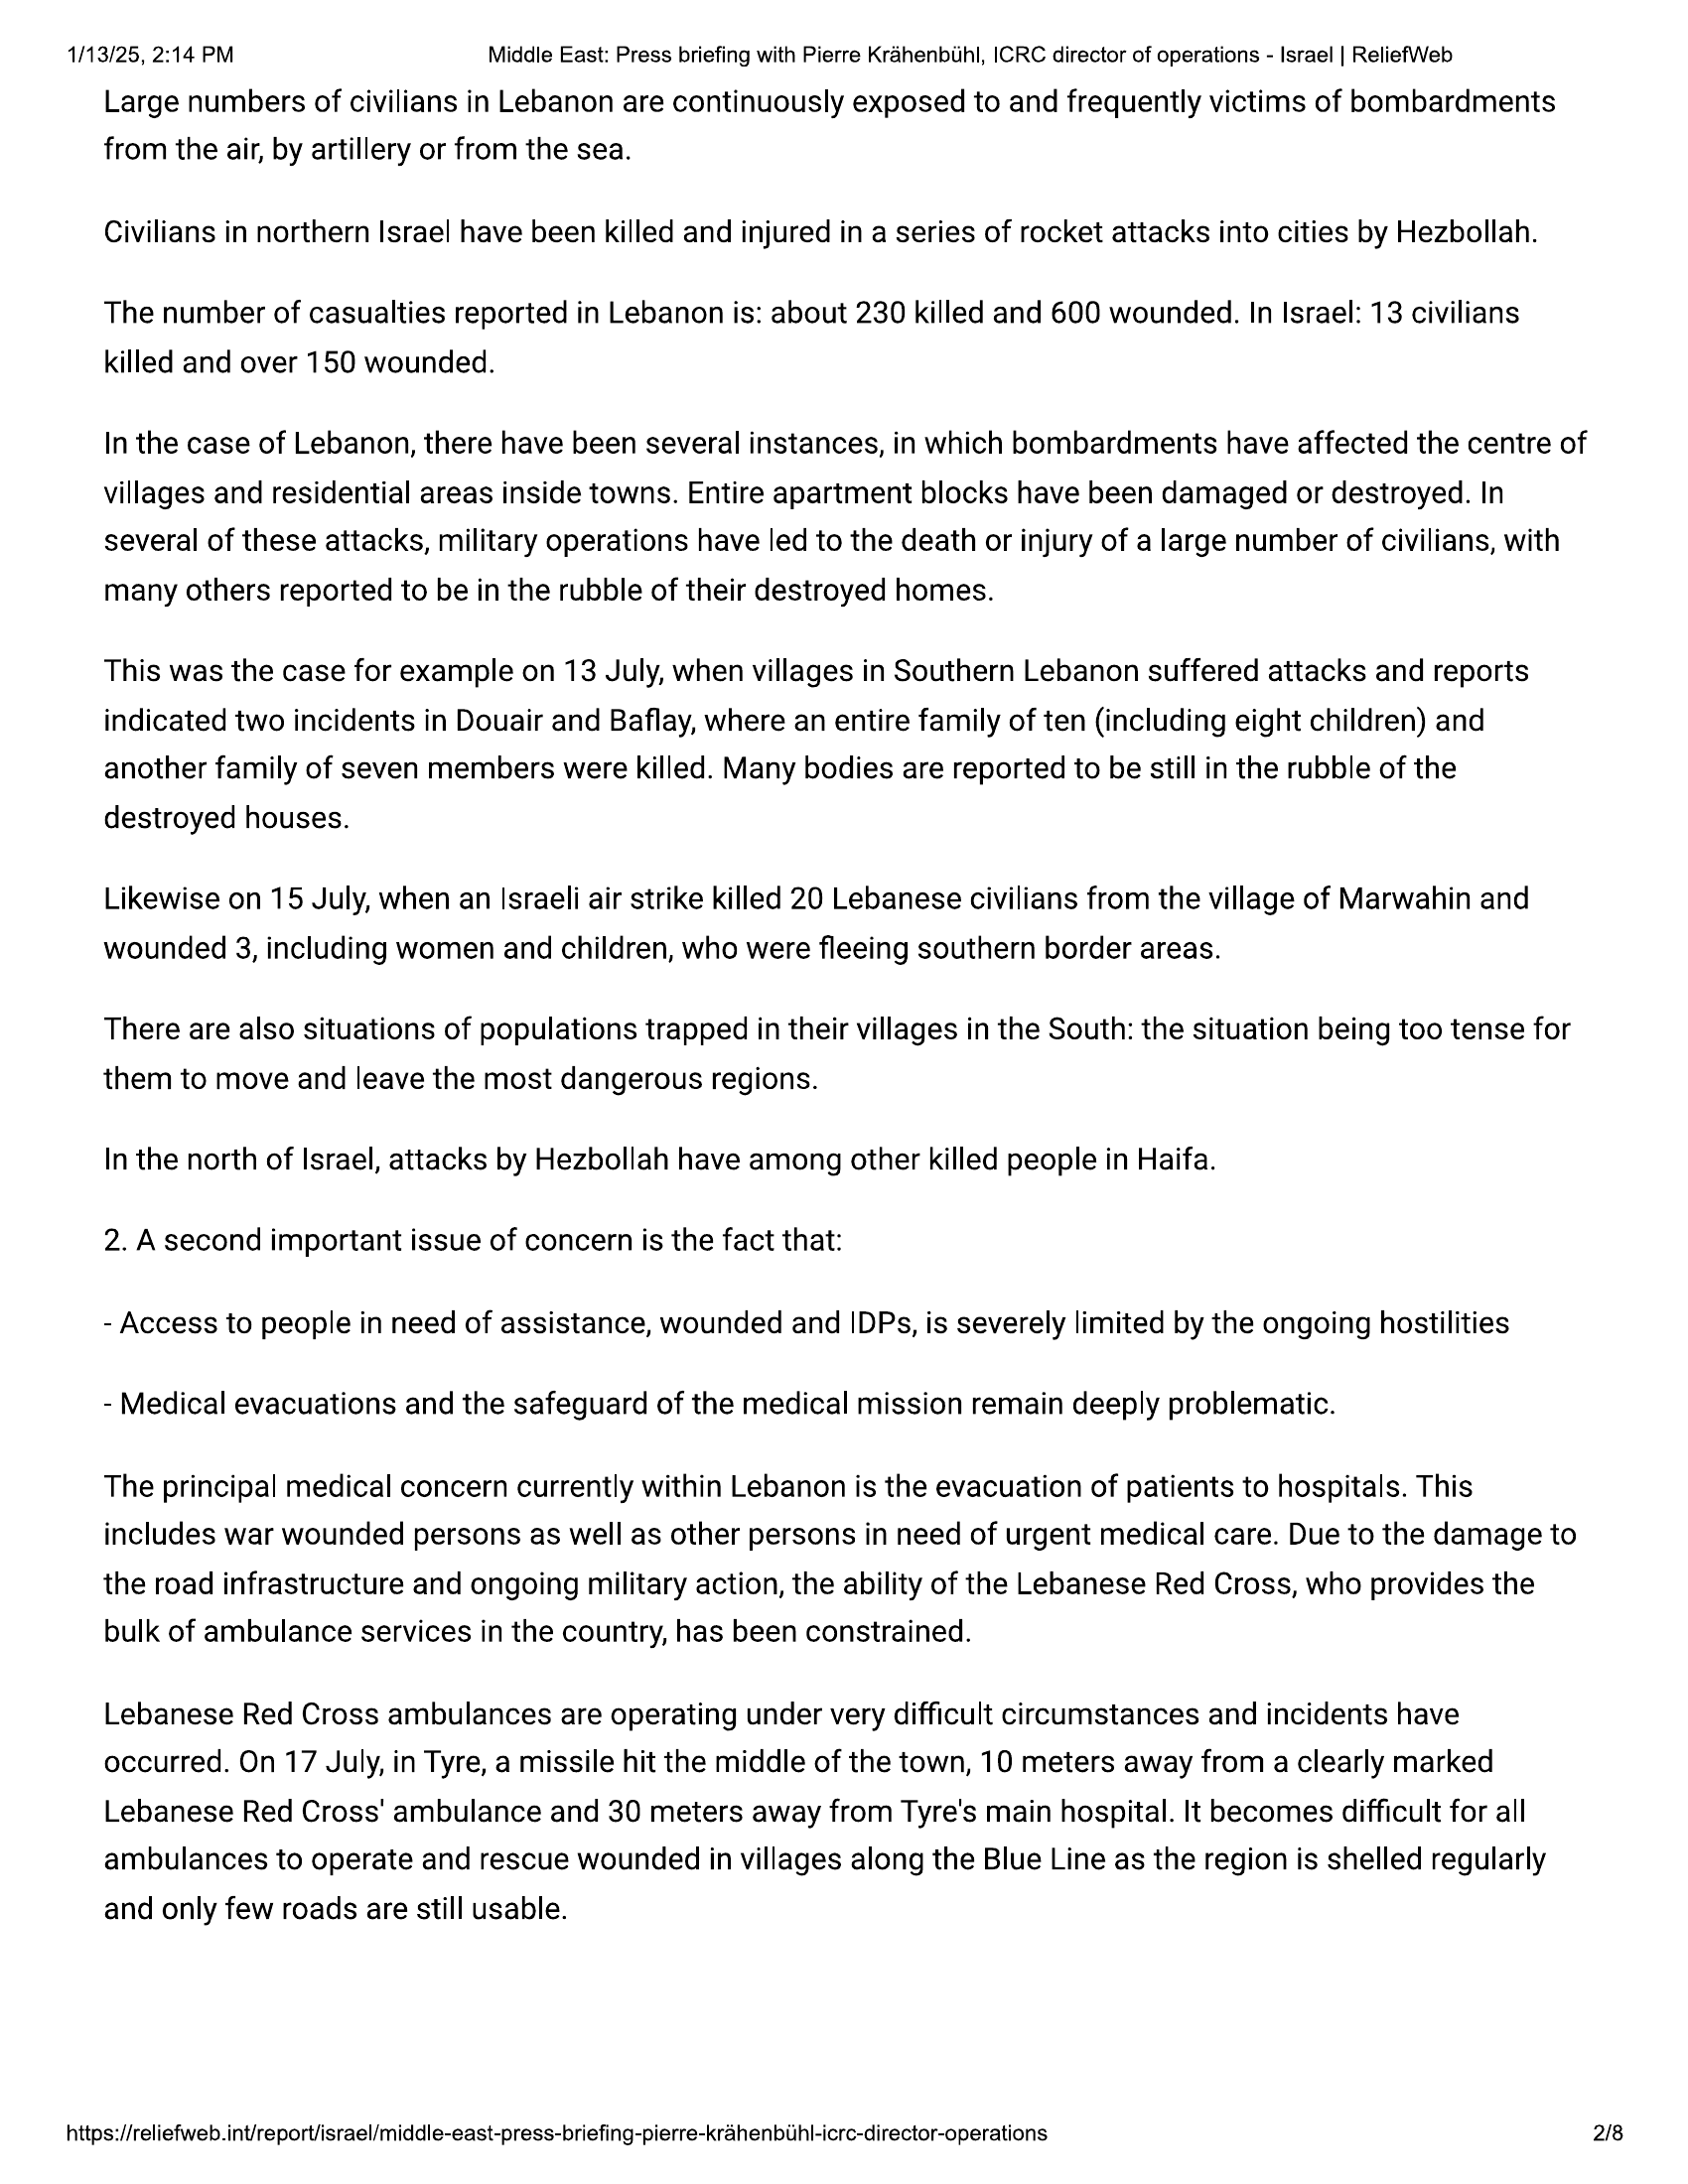 1/13/25, 2:14 PM
Middle East: Press briefing with Pierre Krähenbühl, ICRC director of operations - Israel | ReliefWeb
Large numbers of civilians in Lebanon are continuously exposed to and frequently victims of bombardments
from the air, by artillery or from the sea.
Civilians in northern Israel have been killed and injured in a series of rocket attacks into cities by Hezbollah.
The number of casualties reported in Lebanon is: about 230 killed and 600 wounded. In Israel: 13 civilians
killed and over 150 wounded.
In the case of Lebanon, there have been several instances, in which bombardments have affected the centre of
villages and residential areas inside towns. Entire apartment blocks have been damaged or destroyed. In
several of these attacks, military operations have led to the death or injury of a large number of civilians, with
many others reported to be in the rubble of their destroyed homes.
This was the case for example on 13 July, when villages in Southern Lebanon suffered attacks and reports
indicated two incidents in Douair and Baflay, where an entire family of ten (including eight children) and
another family of seven members were killed. Many bodies are reported to be still in the rubble of the
destroyed houses.
Likewise on 15 July, when an Israeli air strike killed 20 Lebanese civilians from the village of Marwahin and
wounded 3, including women and children, who were fleeing southern border areas.
There are also situations of populations trapped in their villages in the South: the situation being too tense for
them to move and leave the most dangerous regions.
In the north of Israel, attacks by Hezbollah have among other killed people in Haifa.
2. A second important issue of concern is the fact that:
- Access to people in need of assistance, wounded and IDPs, is severely limited by the ongoing hostilities
- Medical evacuations and the safeguard of the medical mission remain deeply problematic.
The principal medical concern currently within Lebanon is the evacuation of patients to hospitals. This
includes war wounded persons as well as other persons in need of urgent medical care. Due to the damage to
the road infrastructure and ongoing military action, the ability of the Lebanese Red Cross, who provides the
bulk of ambulance services in the country, has been constrained.
Lebanese Red Cross ambulances are operating under very difficult circumstances and incidents have
occurred. On 17 July, in Tyre, a missile hit the middle of the town, 10 meters away from a clearly marked
Lebanese Red Cross' ambulance and 30 meters away from Tyre's main hospital. It becomes difficult for all
ambulances to operate and rescue wounded in villages along the Blue Line as the region is shelled regularly
and only few roads are still usable.
https://reliefweb.int/report/israel/middle-east-press-briefing-pierre-krähenbühl-icrc-director-operations
2/8